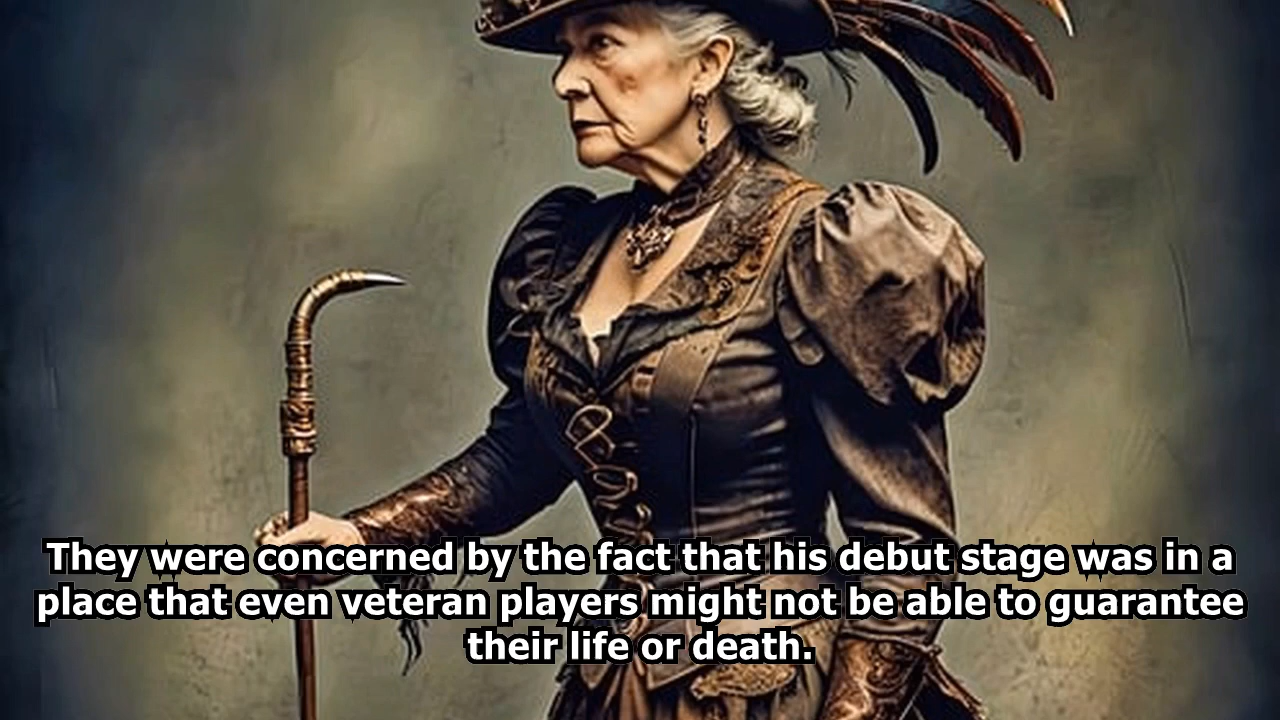 They were concerned by the fact that his debut stage was in a
place that even veteran players might not be able to guarantee
their life or death.